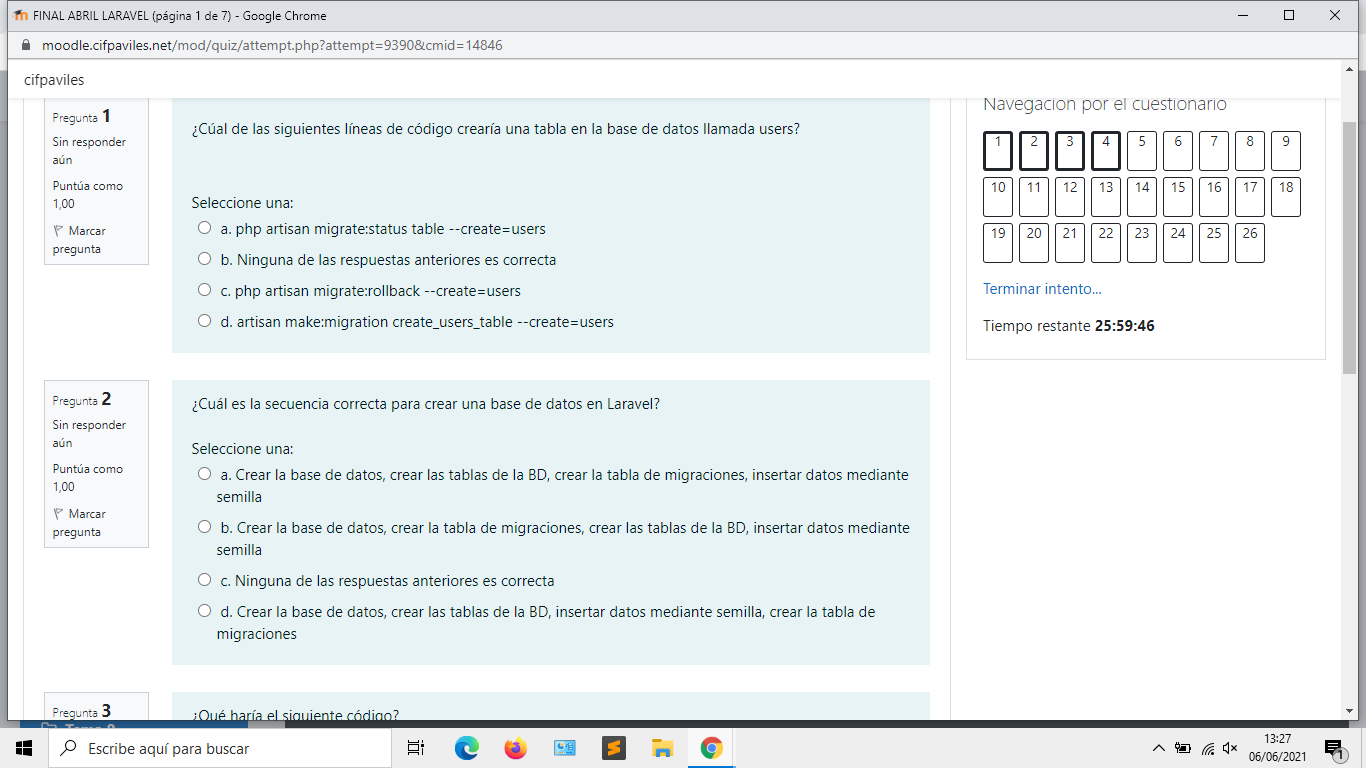 FINAL ABRIL LARAVEL (página 1 de 7) - Google Chrome
moodle.cifpaviles.net/mod/quiz/attempt.php?attempt=9390&cmid=14846
cifpaviles
Pregunta 1
Sin responder
aún
Puntúa como
1,00
Marcar
pregunta
¿Cúal de las siguientes líneas de código crearía una tabla en la base de datos llamada users?
Seleccione una:
a. php artisan migrate:status table --create=users
b. Ninguna de las respuestas anteriores es correcta
c. php artisan migrate:rollback --create=users
d. artisan make:migration create_users_table --create=users
Pregunta 2
Sin responder
aún
Puntúa como
1,00
Marcar
pregunta
¿Cuál es la secuencia correcta para crear una base de datos en Laravel?
Seleccione una:
a. Crear la base de datos, crear las tablas de la BD, crear la tabla de migraciones, insertar datos mediante
semilla
b. Crear la base de datos, crear la tabla de migraciones, crear las tablas de la BD, insertar datos mediante
semilla
c. Ninguna de las respuestas anteriores es correcta
d. Crear la base de datos, crear las tablas de la BD, insertar datos mediante semilla, crear la tabla de
migraciones
Pregunta 3
¿Qué haría el siguiente código?
Navegación por el cuestionario
1 2 3 4 5 6 7 8 9
10 11 12 13 14 15 16 17 18
19 20 21 22 23 24 25 26
Terminar intento...
Tiempo restante 25:59:46
Escribe aquí para buscar
13:27
06/06/2021
1